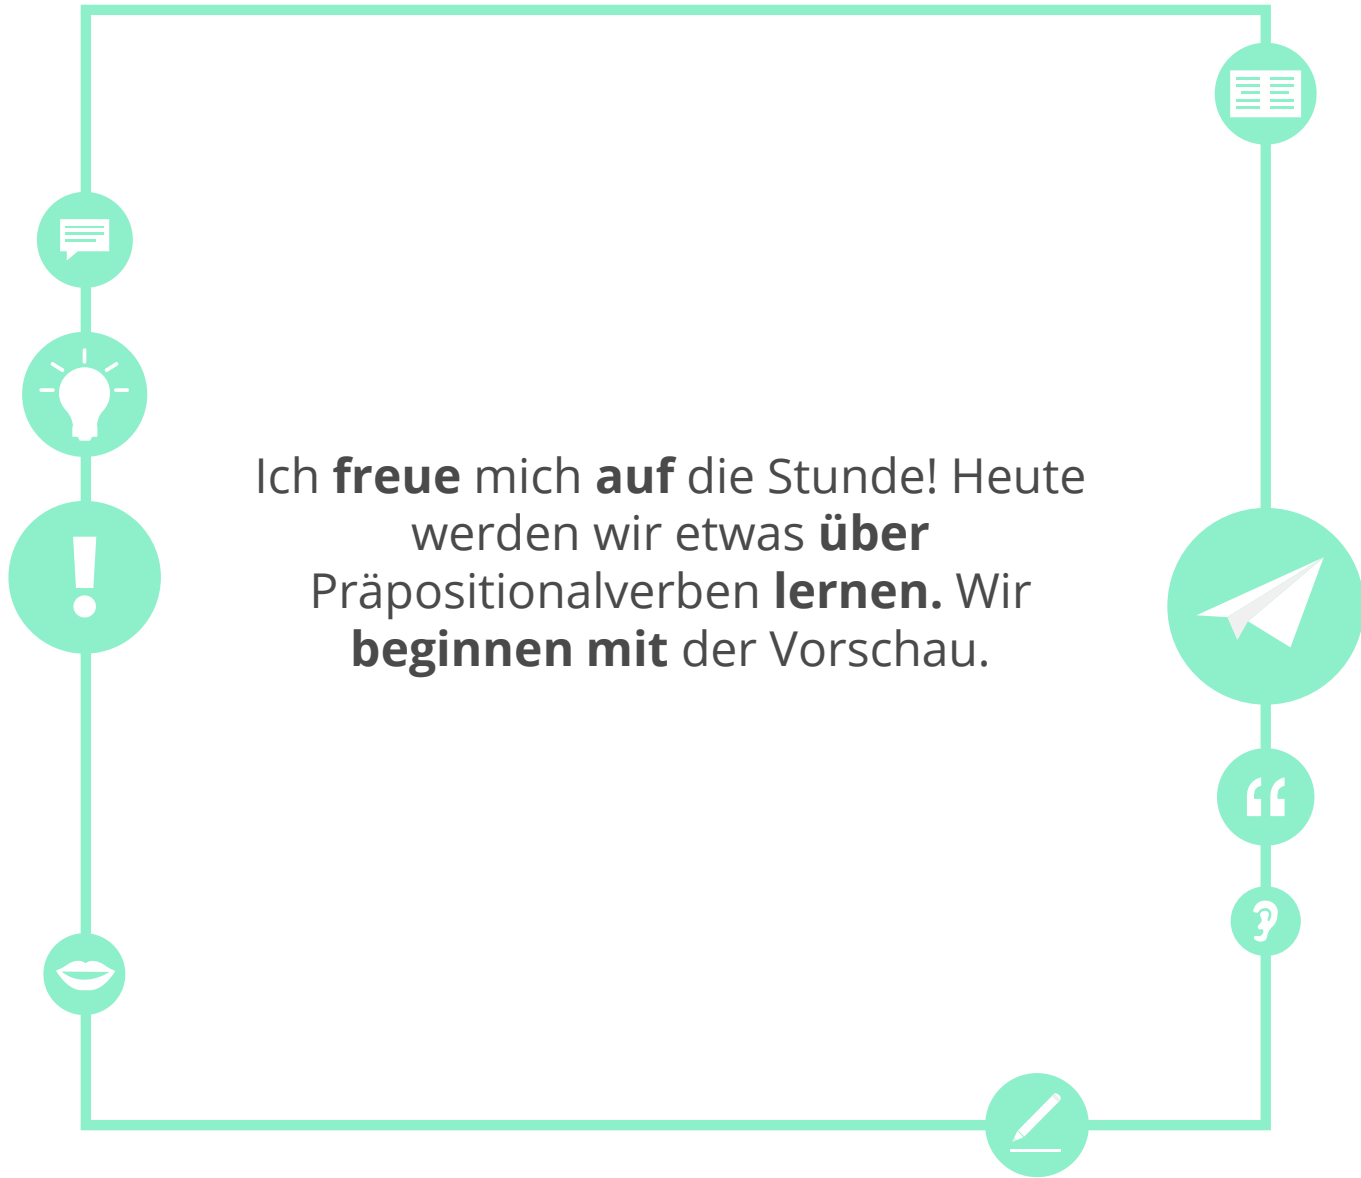 Ich freue mich auf die Stunde! Heute
werden wir etwas über
Präpositionalverben lernen. Wir
beginnen mit der Vorschau.